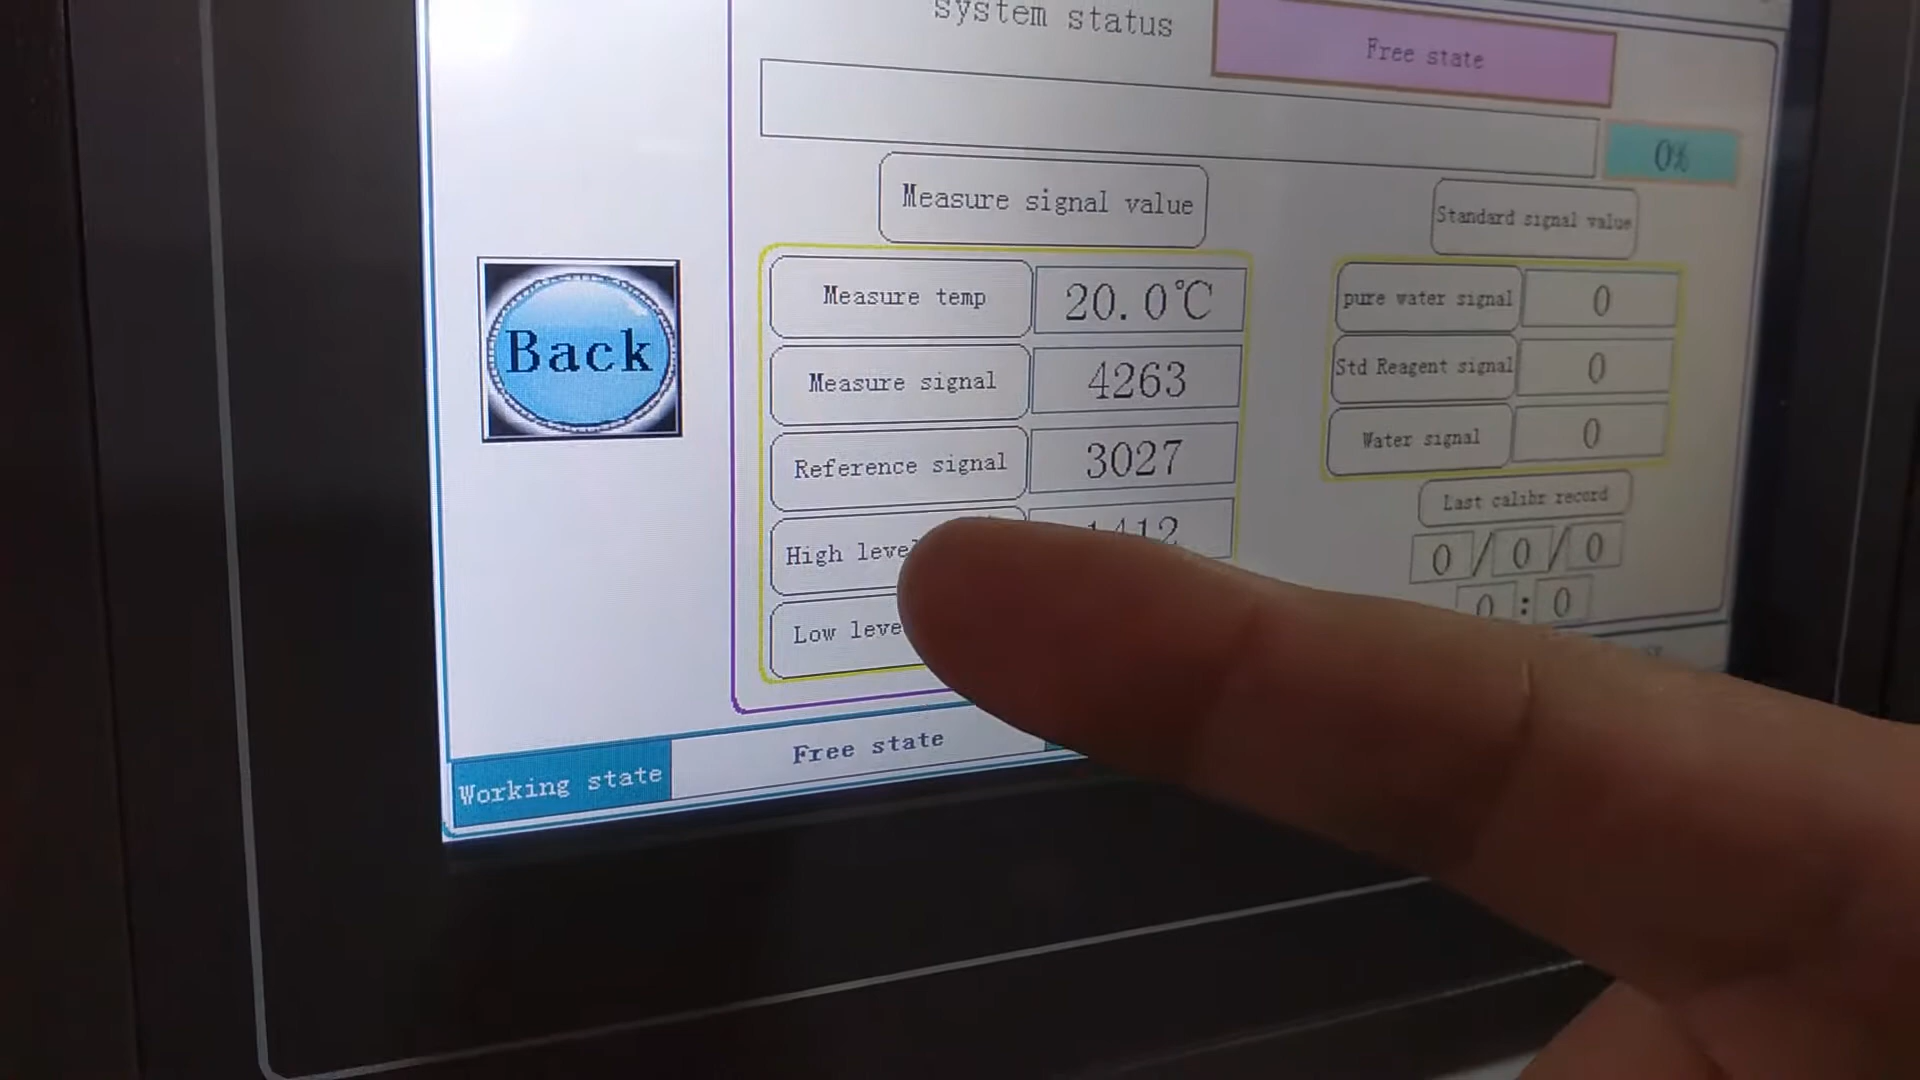 system status
Free state
0%
Measure signal value
Standard signal value
Measure temp
20.0℃
pure water signal
0
Measure signal
4263
Std Reagent signal
0
Reference signal
3027
Water signal
0
Back
High level
1412
Last calibr record
0/0/0
0:0
Low leve
Working state
Free state